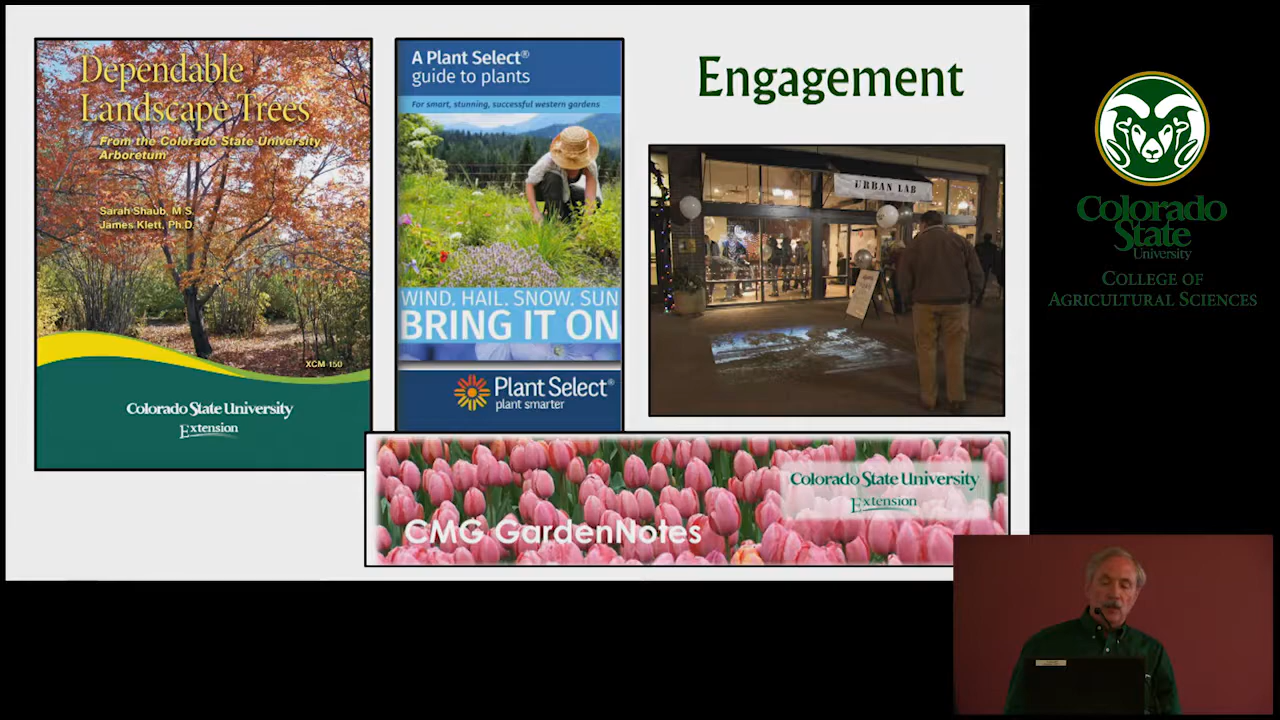 Dependable
Landscape Trees
From the Colorado State University
Arboretum
Sarah Shaub, M.S.
James Klett, Ph.D.
XCM-150
Colorado State University
Extension
A Plant Select®
guide to plants
For smart, stunning, successful western gardens
WIND. HAIL. SNOW. SUN
BRING IT ON
Plant Select®
plant smarter
Engagement
URBAN LAB
CMG GardenNotes
Colorado State University
Extension
Colorado
State
University
COLLEGE OF
AGRICULTURAL SCIENCES